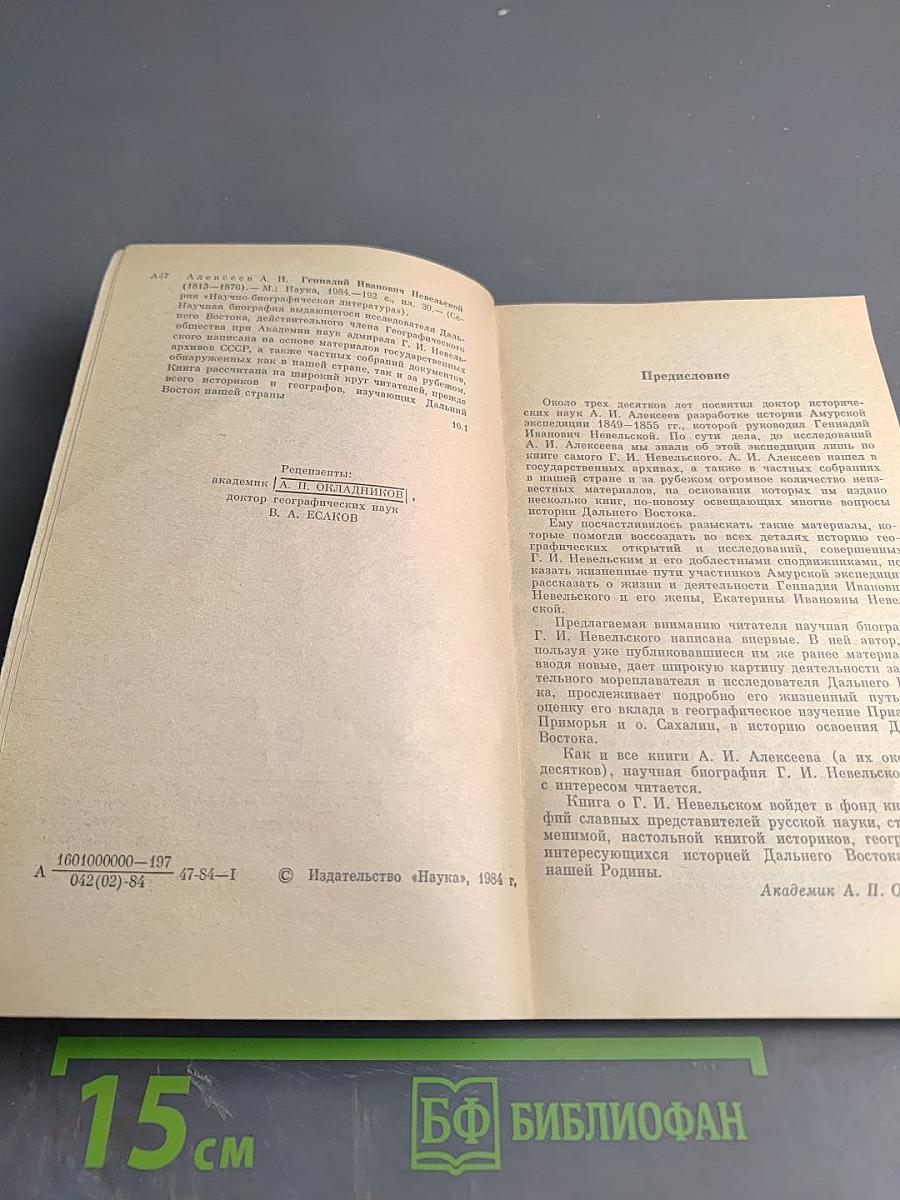 А47 Алексеев А. И. Геннадий Иванович Невельской
(1813—1876).— М.: Наука, 1984.—192 с., ил. 30.— (Се-
рия «Научно-биографическая литература»).
Научная биография выдающегося исследователя Даль-
него Востока, действительного члена Географического
общества при Академии наук адмирала Г. И. Невель-
ского написана на основе материалов государственных
архивов СССР, а также частных собраний документов,
обнаруженных как в нашей стране, так и за рубежом.
Книга рассчитана на широкий круг читателей, прежде
всего историков и географов, изучающих Дальний
Восток нашей страны
16.1
Рецензенты:
академик А. П. ОКЛАДНИКОВ,
доктор географических наук
В. А. ЕСАКОВ
А 1601000000—197
042(02)-84
47-84—I
© Издательство «Наука», 1984 г.
Предисловие
Около трех десятков лет посвятил доктор историче-
ских наук А. И. Алексеев разработке истории Амурской
экспедиции 1849—1855 гг., которой руководил Геннадий
Иванович Невельской. По сути дела, до исследований
А. И. Алексеева мы знали об этой экспедиции лишь по
книге самого Г. И. Невельского. А. И. Алексеев нашел в
государственных архивах, а также в частных собраниях
в нашей стране и за рубежом огромное количество неиз-
вестных материалов, на основании которых им издано
несколько книг, по-новому освещающих многие вопросы
истории Дальнего Востока.
Ему посчастливилось разыскать такие материалы, ко-
торые помогли воссоздать во всех деталях историю гео-
графических открытий и исследований, совершенных
Г. И. Невельским и его доблестными сподвижниками, по
казать жизненные пути участников Амурской экспедиции
рассказать о жизни и деятельности Геннадия Иванови
Невельского и его жены, Екатерины Ивановны Невел
ской.
Предлагаемая вниманию читателя научная биогра
Г. И. Невельского написана впервые. В ней автор,
пользуя уже публиковавшиеся им же ранее материа
вводя новые, дает широкую картину деятельности за
тельного мореплавателя и исследователя Дальнего
ка, прослеживает подробно его жизненный путь
оценку его вклада в географическое изучение Приа
Приморья и о. Сахалин, в историю освоения Д
Востока.
Как и все книги А. И. Алексеева (а их око
десятков), научная биография Г. И. Невельско
с интересом читается.
Книга о Г. И. Невельском войдет в фонд кн
фий славных представителей русской науки, ст
менимой, настольной книгой историков, геогр
интересующихся историей Дальнего Востока
нашей Родины.
Академик А. П. О
15 см
БФ БИБЛИОФАН